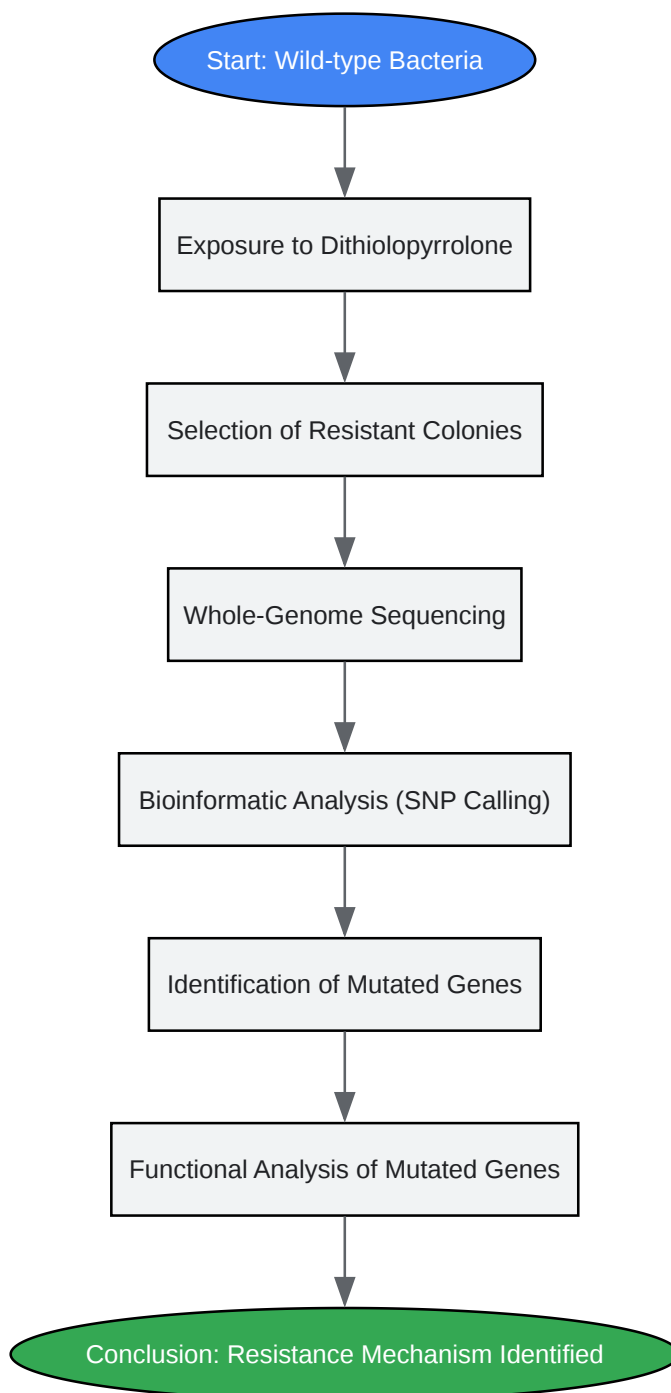 Start: Wild-type Bacteria
Exposure to Dithiolopyrrolone
Selection of Resistant Colonies
Whole-Genome Sequencing
Bioinformatic Analysis (SNP Calling)
Identification of Mutated Genes
Functional Analysis of Mutated Genes
Conclusion: Resistance Mechanism Identified